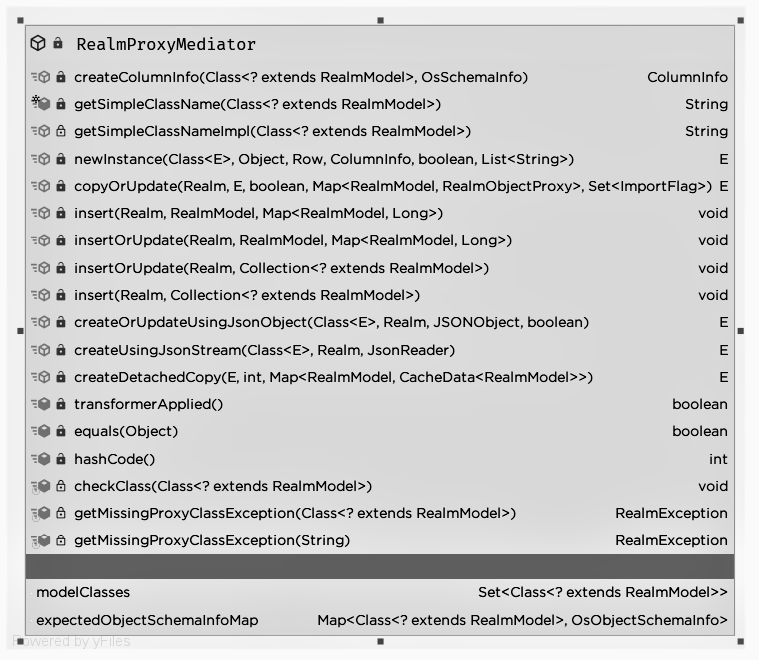 RealmProxyMediator
createColumnInfo(Class<? extends RealmModel>, OsSchemaInfo) ColumnInfo
getSimpleClassName(Class<? extends RealmModel>) String
getSimpleClassNameImpl(Class<? extends RealmModel>) String
newInstance(Class<E>, Object, Row, ColumnInfo, boolean, List<String>) E
copyOrUpdate(Realm, E, boolean, Map<RealmModel, RealmObjectProxy>, Set<ImportFlag>) E
insert(Realm, RealmModel, Map<RealmModel, Long>) void
insertOrUpdate(Realm, RealmModel, Map<RealmModel, Long>) void
insertOrUpdate(Realm, Collection<? extends RealmModel>) void
insert(Realm, Collection<? extends RealmModel>) void
createOrUpdateUsingJsonObject(Class<E>, Realm, JSONObject, boolean) E
createUsingJsonStream(Class<E>, Realm, JsonReader) E
createDetachedCopy(E, int, Map<RealmModel, CacheData<RealmModel>>) E
transformerApplied() boolean
equals(Object) boolean
hashCode() int
checkClass(Class<? extends RealmModel>) void
getMissingProxyClassException(Class<? extends RealmModel>) RealmException
getMissingProxyClassException(String) RealmException
modelClasses Set<Class<? extends RealmModel>>
expectedObjectSchemaInfoMap Map<Class<? extends RealmModel>, OsObjectSchemaInfo>
Powered by yFiles